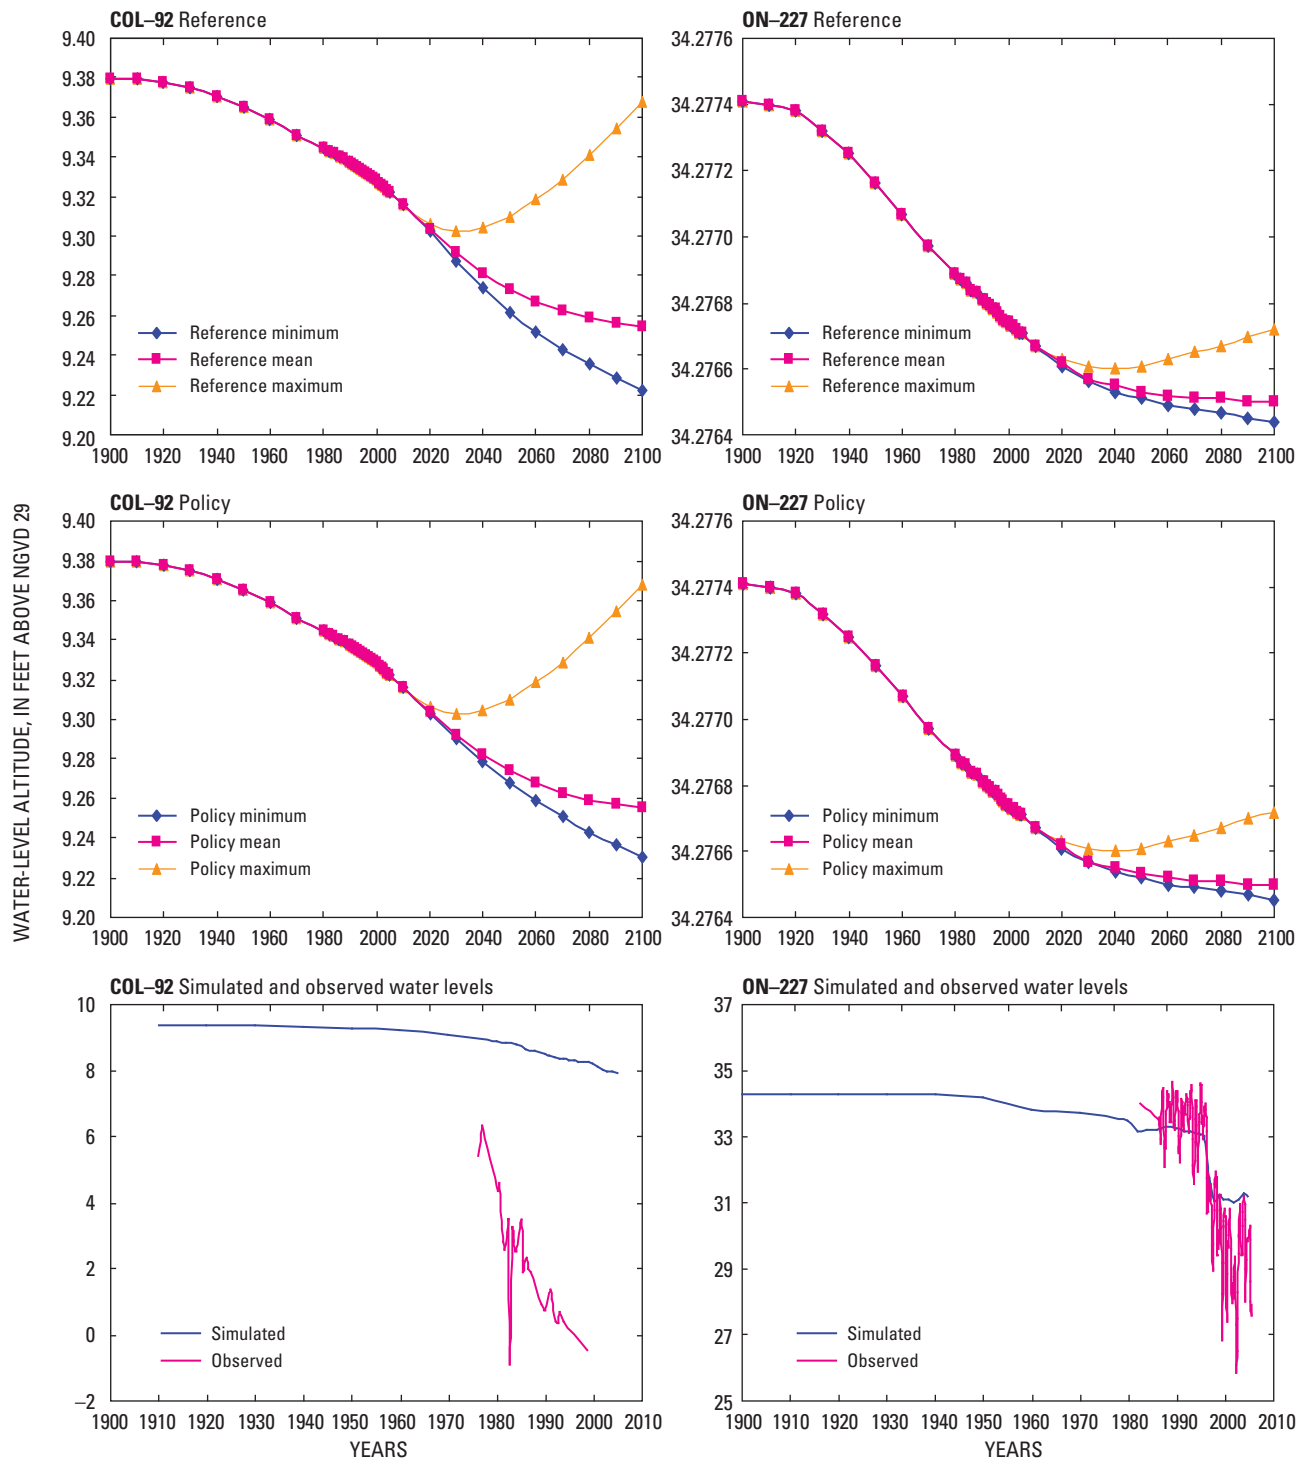 COL–92 Reference
9.40
9.38
9.36
9.34
9.32
9.30
9.28
9.26
9.24
9.22
9.20
Reference minimum
Reference mean
Reference maximum
1900 1920 1940 1960 1980 2000 2020 2040 2060 2080 2100
ON–227 Reference
34.2776
34.2774
34.2772
34.2770
34.2768
34.2766
34.2764
Reference minimum
Reference mean
Reference maximum
1900 1920 1940 1960 1980 2000 2020 2040 2060 2080 2100
WATER-LEVEL ALTITUDE, IN FEET ABOVE NGVD 29
COL–92 Policy
9.40
9.38
9.36
9.34
9.32
9.30
9.28
9.26
9.24
9.22
9.20
Policy minimum
Policy mean
Policy maximum
1900 1920 1940 1960 1980 2000 2020 2040 2060 2080 2100
ON–227 Policy
34.2776
34.2774
34.2772
34.2770
34.2768
34.2766
34.2764
Policy minimum
Policy mean
Policy maximum
1900 1920 1940 1960 1980 2000 2020 2040 2060 2080 2100
COL–92 Simulated and observed water levels
10
8
6
4
2
0
–2
Simulated
Observed
1900 1910 1920 1930 1940 1950 1960 1970 1980 1990 2000 2010
YEARS
ON–227 Simulated and observed water levels
37
35
33
31
29
27
25
Simulated
Observed
1900 1910 1920 1930 1940 1950 1960 1970 1980 1990 2000 2010
YEARS